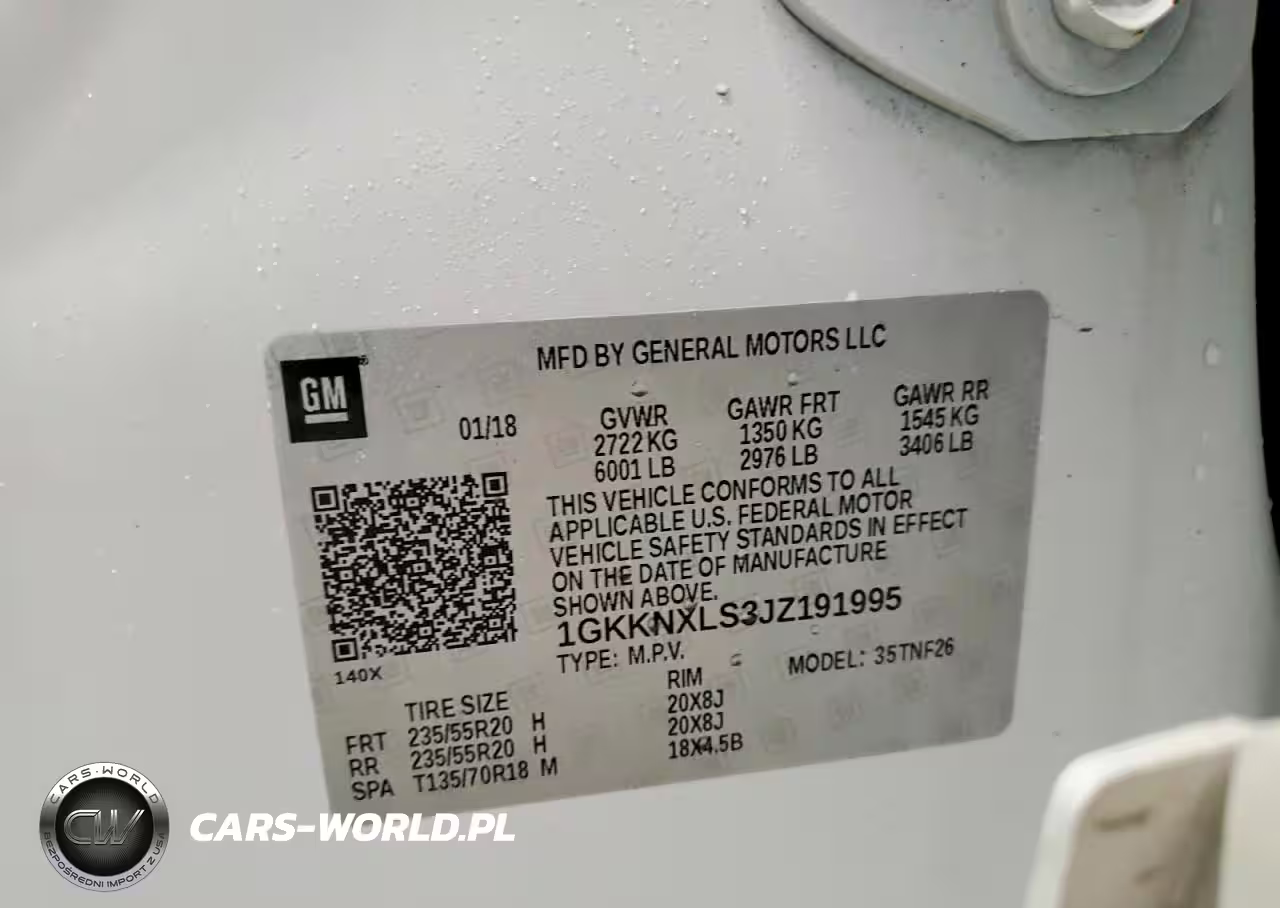 MFD BY GENERAL MOTORS LLC
GM
®
01/18
GVWR
2722 KG
6001 LB
GAWR FRT
1350 KG
2976 LB
GAWR RR
1545 KG
3406 LB
THIS VEHICLE CONFORMS TO ALL
APPLICABLE U.S. FEDERAL MOTOR
VEHICLE SAFETY STANDARDS IN EFFECT
ON THE DATE OF MANUFACTURE
SHOWN ABOVE.
1GKKNXLS3JZ191995
TYPE: M.P.V.
MODEL: 35TNF26
140X
TIRE SIZE
RIM
FRT 235/55R20 H 20X8J
RR 235/55R20 H 20X8J
SPA T135/70R18 M 18X4.5B
CARS-WORLD
CW
BEZPOŚREDNI IMPORT Z USA
CARS-WORLD.PL